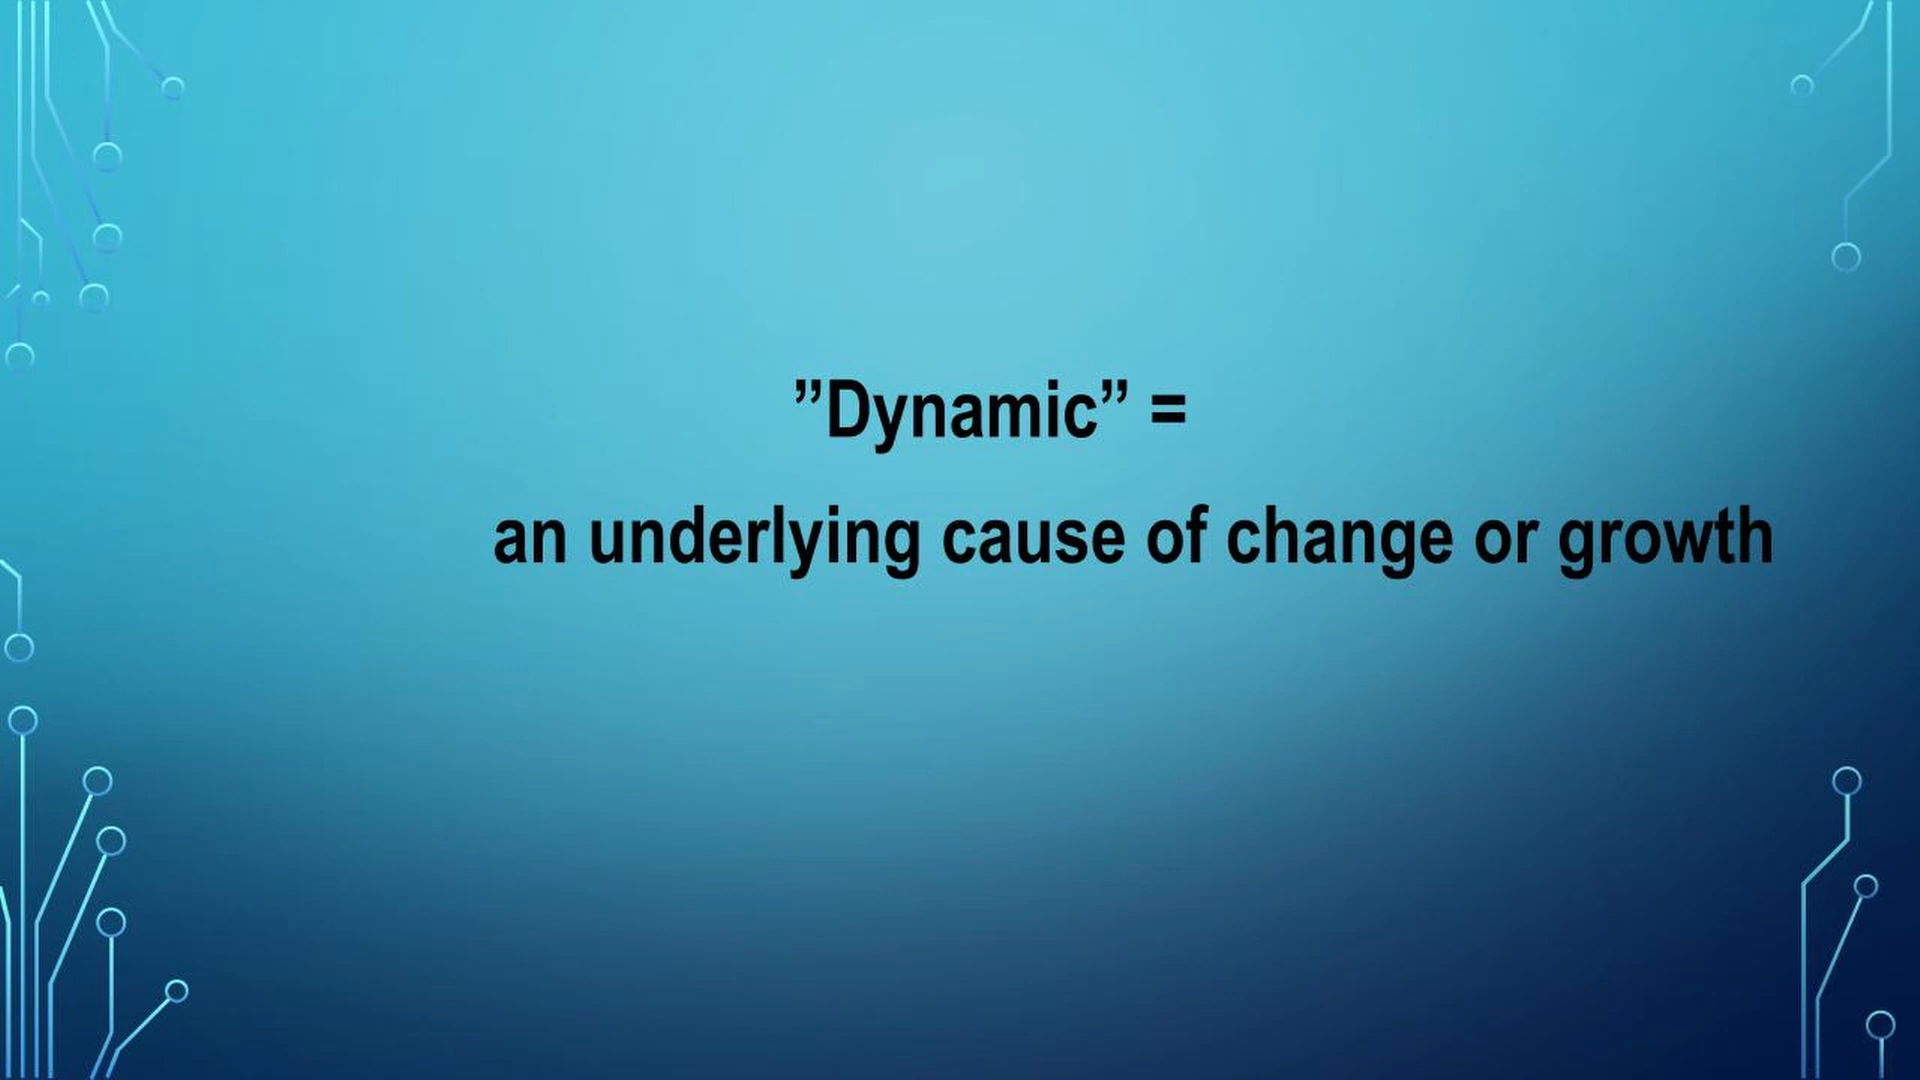 ”Dynamic” =
an underlying cause of change or growth